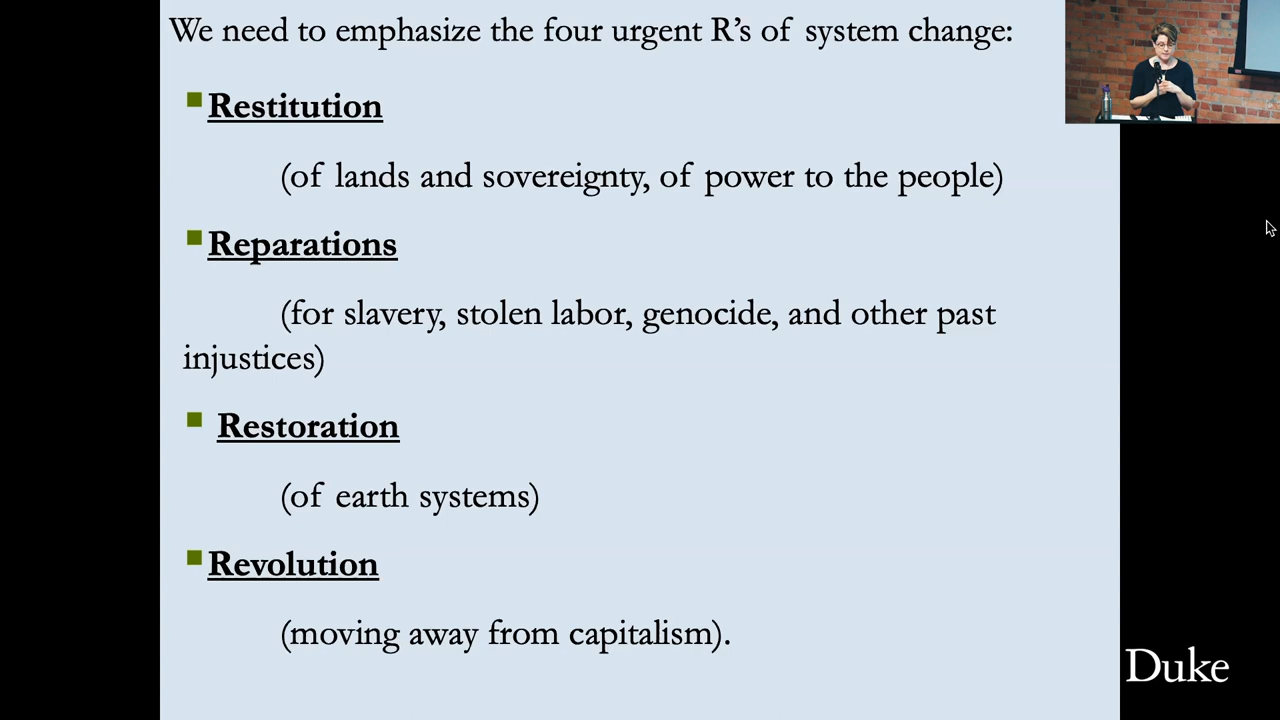 We need to emphasize the four urgent R’s of system change:
Restitution
(of lands and sovereignty, of power to the people)
Reparations
(for slavery, stolen labor, genocide, and other past
injustices)
Restoration
(of earth systems)
Revolution
(moving away from capitalism).
Duke